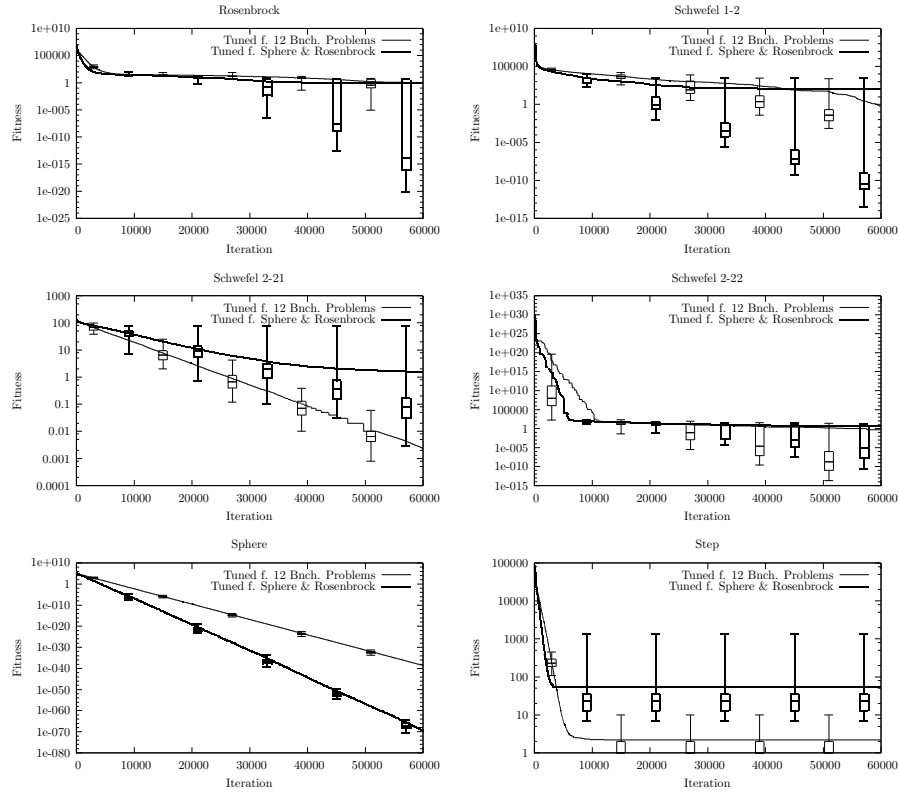 Rosenbrock
1e+010
100000
1
1e-005
1e-010
1e-015
1e-020
1e-025
Fitness
Tuned f. 12 Bnch. Problems
Tuned f. Sphere & Rosenbrock
0 10000 20000 30000 40000 50000 60000
Iteration
Schwefel 1-2
1e+010
100000
1
1e-005
1e-010
1e-015
Fitness
Tuned f. 12 Bnch. Problems
Tuned f. Sphere & Rosenbrock
0 10000 20000 30000 40000 50000 60000
Iteration
Schwefel 2-21
1000
100
10
1
0.1
0.01
0.001
0.0001
Fitness
Tuned f. 12 Bnch. Problems
Tuned f. Sphere & Rosenbrock
0 10000 20000 30000 40000 50000 60000
Iteration
Schwefel 2-22
1e+035
1e+030
1e+025
1e+020
1e+015
1e+010
100000
1
1e-005
1e-010
1e-015
Fitness
Tuned f. 12 Bnch. Problems
Tuned f. Sphere & Rosenbrock
0 10000 20000 30000 40000 50000 60000
Iteration
Sphere
1e+010
1
1e-010
1e-020
1e-030
1e-040
1e-050
1e-060
1e-070
1e-080
Fitness
Tuned f. 12 Bnch. Problems
Tuned f. Sphere & Rosenbrock
0 10000 20000 30000 40000 50000 60000
Iteration
Step
100000
10000
1000
100
10
1
Fitness
Tuned f. 12 Bnch. Problems
Tuned f. Sphere & Rosenbrock
0 10000 20000 30000 40000 50000 60000
Iteration